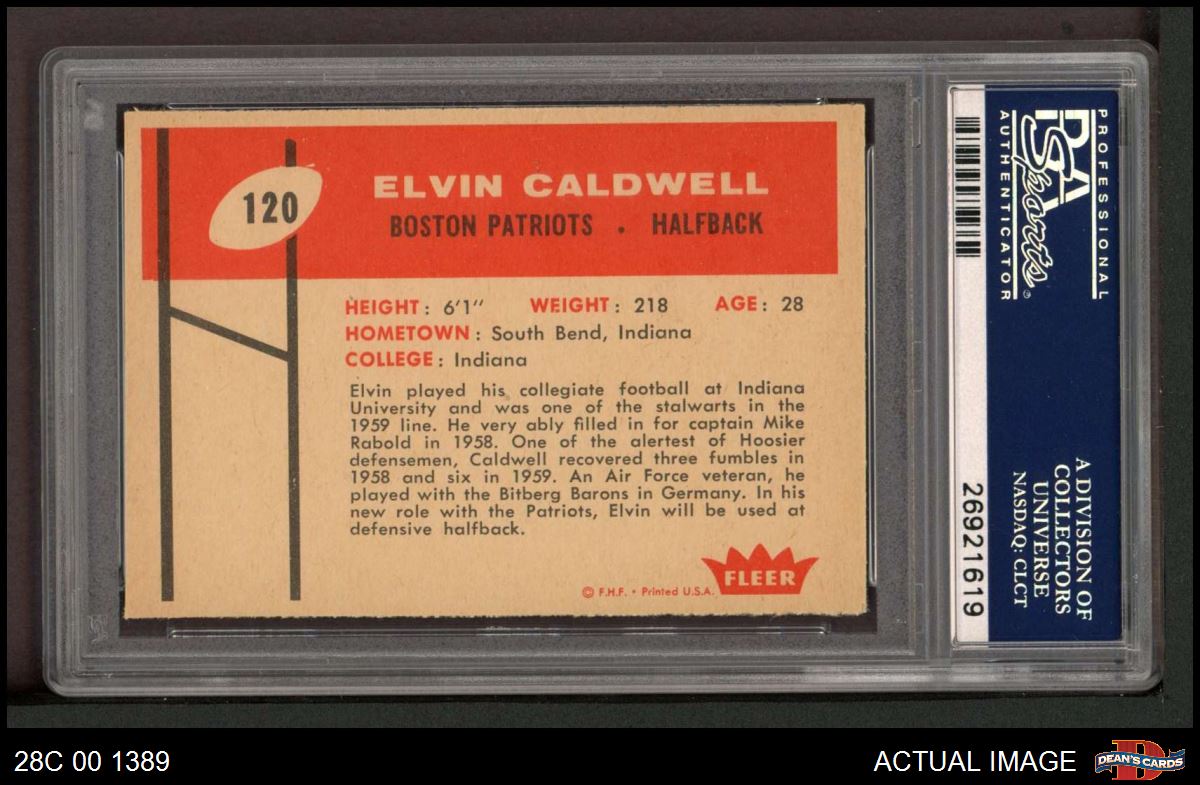 120
ELVIN CALDWELL
BOSTON PATRIOTS . HALFBACK
HEIGHT: 6'1" WEIGHT: 218 AGE: 28
HOMETOWN: South Bend, Indiana
COLLEGE: Indiana
Elvin played his collegiate football at Indiana
University and was one of the stalwarts in the
1959 line. He very ably filled in for captain Mike
Rabold in 1958. One of the alertest of Hoosier
defensemen, Caldwell recovered three fumbles in
1958 and six in 1959. An Air Force veteran, he
played with the Bitberg Barons in Germany. In his
new role with the Patriots, Elvin will be used at
defensive halfback.
FLEER
© F.H.F. • Printed U.S.A.
PROFESSIONAL
PSA
Sports
®
AUTHENTICATOR
A DIVISION OF
COLLECTORS
UNIVERSE
NASDAQ: CLCT
26921619
28C 00 1389
ACTUAL IMAGE
D
DEAN'S CARDS